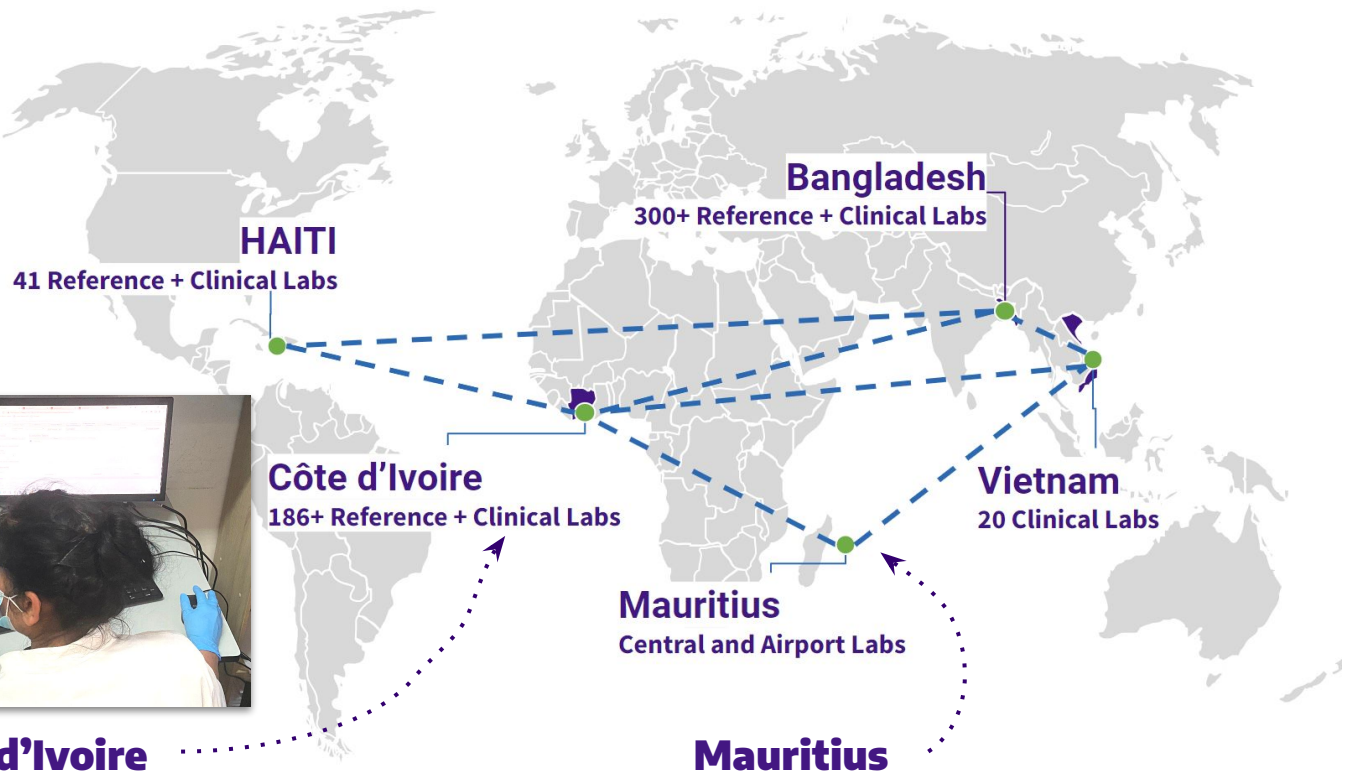 Bangladesh
300+ Reference + Clinical Labs
HAITI
41 Reference + Clinical Labs
Côte d’Ivoire
186+ Reference + Clinical Labs
Vietnam
20 Clinical Labs
Mauritius
Central and Airport Labs
d’Ivoire
Mauritius